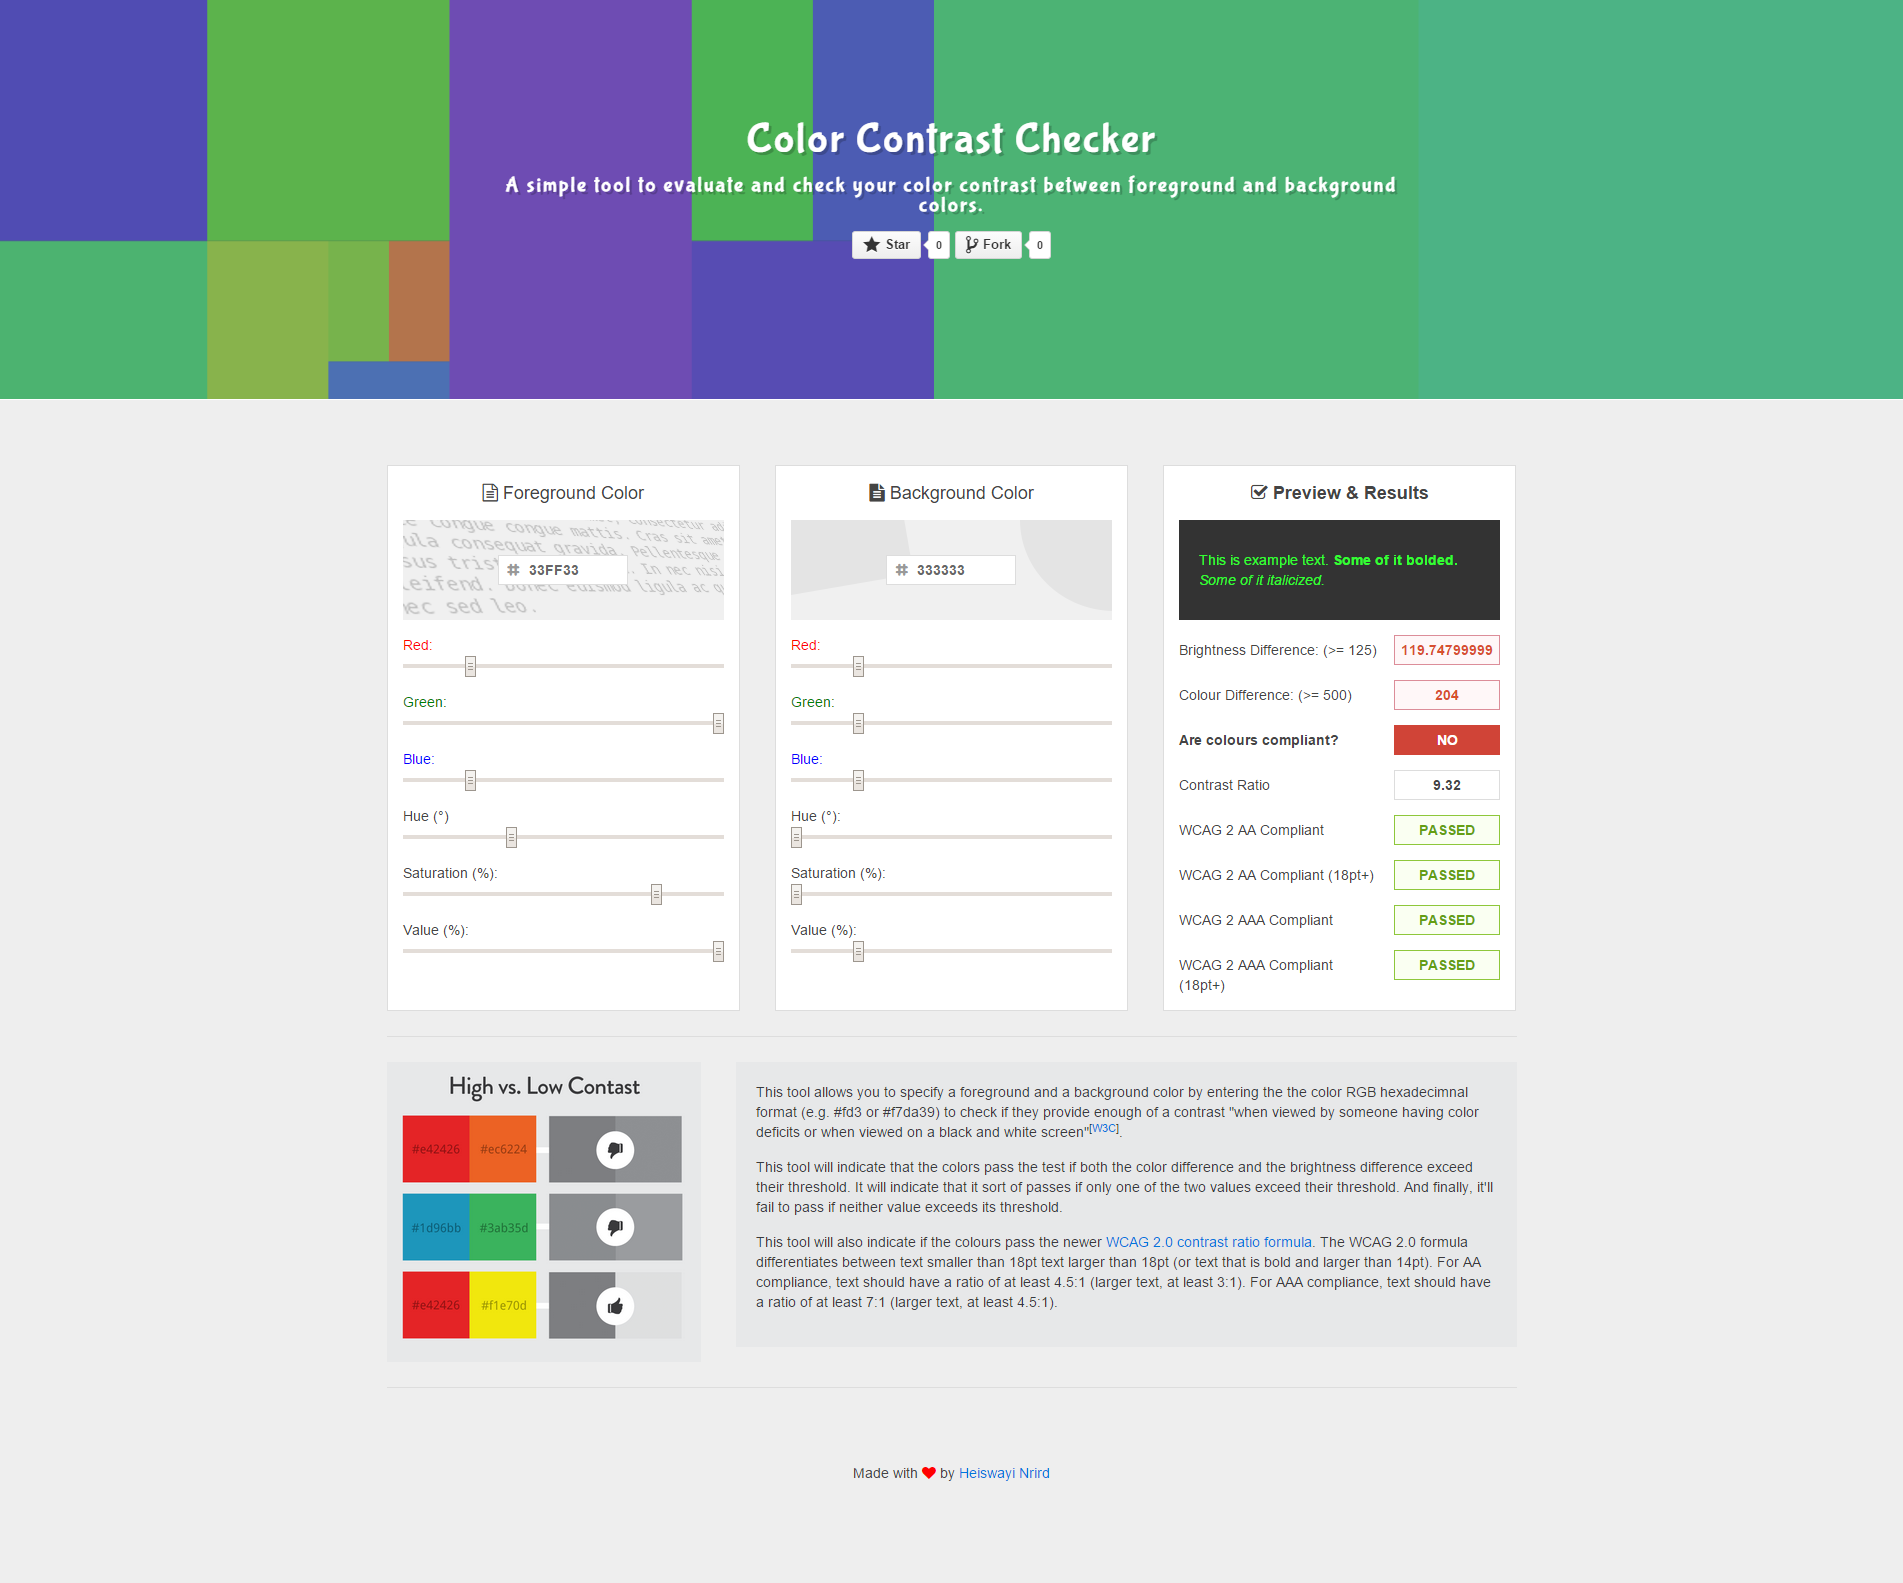 Color Contrast Checker
A simple tool to evaluate and check your color contrast between foreground and background
colors.
Star 0 Fork 0
Foreground Color
congue congue mattis. Cras sit
consequat gravida. Pellentesque
In nec nisi
ligula ac
sed leo.
# 33FF33
Red:
Green:
Blue:
Hue (°)
Saturation (%):
Value (%):
Background Color
# 333333
Red:
Green:
Blue:
Hue (°):
Saturation (%):
Value (%):
Preview & Results
This is example text. Some of it bolded.
Some of it italicized.
Brightness Difference: (>= 125) 119.74799999
Colour Difference: (>= 500) 204
Are colours compliant? NO
Contrast Ratio 9.32
WCAG 2 AA Compliant PASSED
WCAG 2 AA Compliant (18pt+) PASSED
WCAG 2 AAA Compliant PASSED
WCAG 2 AAA Compliant PASSED
(18pt+)
High vs. Low Contast
#e42426 #ec6224
#1d96bb #3ab35d
#e42426 #f1e70d
This tool allows you to specify a foreground and a background color by entering the the color RGB hexadecimnal
format (e.g. #fd3 or #f7da39) to check if they provide enough of a contrast "when viewed by someone having color
deficits or when viewed on a black and white screen"[W3C].
This tool will indicate that the colors pass the test if both the color difference and the brightness difference exceed
their threshold. It will indicate that it sort of passes if only one of the two values exceed their threshold. And finally, it'll
fail to pass if neither value exceeds its threshold.
This tool will also indicate if the colours pass the newer WCAG 2.0 contrast ratio formula. The WCAG 2.0 formula
differentiates between text smaller than 18pt text larger than 18pt (or text that is bold and larger than 14pt). For AA
compliance, text should have a ratio of at least 4.5:1 (larger text, at least 3:1). For AAA compliance, text should have
a ratio of at least 7:1 (larger text, at least 4.5:1).
Made with ❤ by Heiswayi Nrird